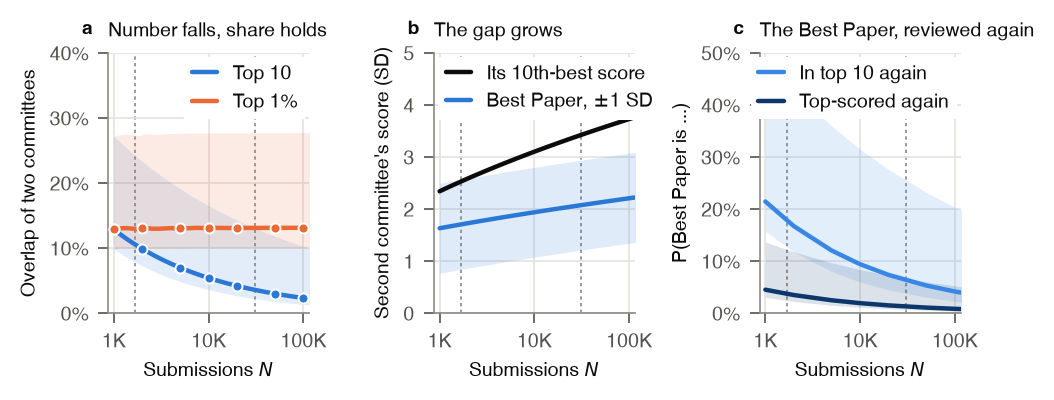 a Number falls, share holds
Overlap of two committees
40%
30%
20%
10%
0%
Top 10
Top 1%
1K 10K 100K
Submissions N
b The gap grows
Second committee's score (SD)
5
4
3
2
1
0
Its 10th-best score
Best Paper, ±1 SD
1K 10K 100K
Submissions N
c The Best Paper, reviewed again
P(Best Paper is ...)
50%
40%
30%
20%
10%
0%
In top 10 again
Top-scored again
1K 10K 100K
Submissions N